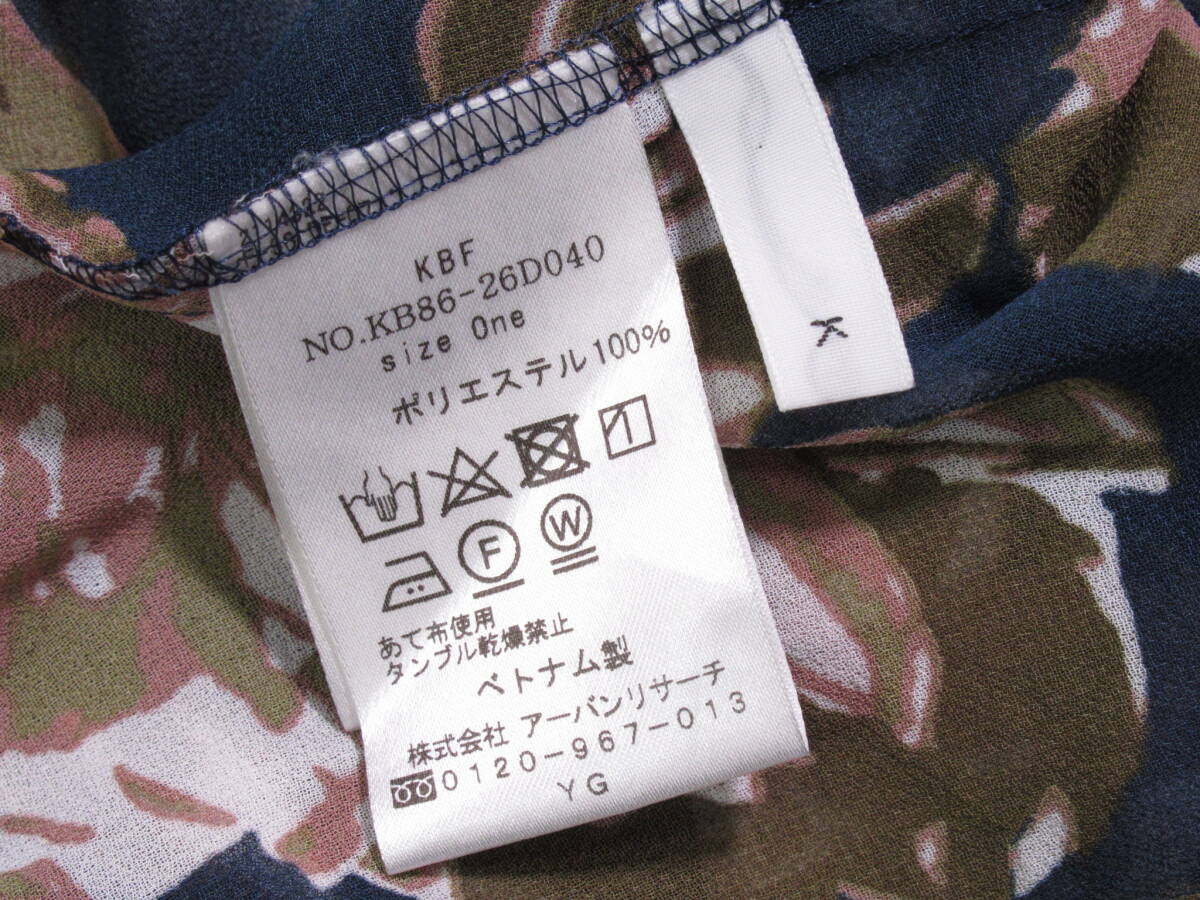 KBF
NO.KB86-26D040
size One
ポリエステル100%
F W
あて布使用
タンブル乾燥禁止
ベトナム製
株式会社 アーバンリサーチ
0120-967-013
YG